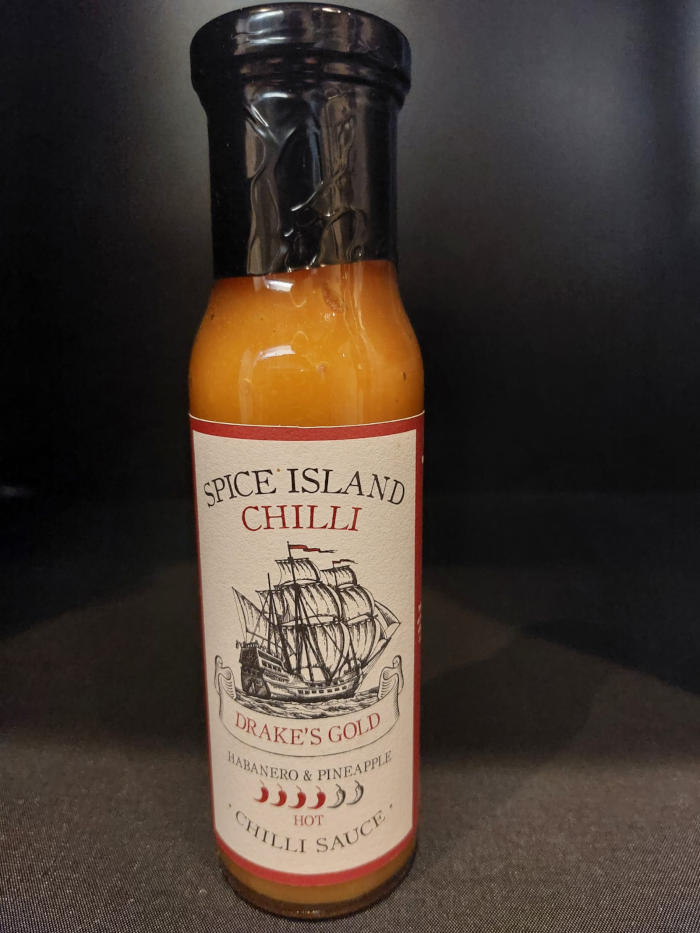 SPICE ISLAND
CHILLI
DRAKE'S GOLD
HABANERO & PINEAPPLE
HOT
· CHILLI SAUCE ·